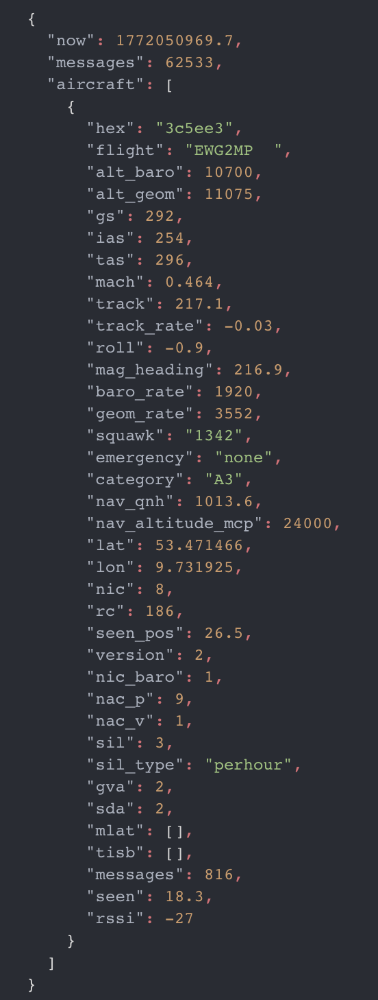 {
  "now": 1772050969.7,
  "messages": 62533,
  "aircraft": [
    {
      "hex": "3c5ee3",
      "flight": "EWG2MP  ",
      "alt_baro": 10700,
      "alt_geom": 11075,
      "gs": 292,
      "ias": 254,
      "tas": 296,
      "mach": 0.464,
      "track": 217.1,
      "track_rate": -0.03,
      "roll": -0.9,
      "mag_heading": 216.9,
      "baro_rate": 1920,
      "geom_rate": 3552,
      "squawk": "1342",
      "emergency": "none",
      "category": "A3",
      "nav_qnh": 1013.6,
      "nav_altitude_mcp": 24000,
      "lat": 53.471466,
      "lon": 9.731925,
      "nic": 8,
      "rc": 186,
      "seen_pos": 26.5,
      "version": 2,
      "nic_baro": 1,
      "nac_p": 9,
      "nac_v": 1,
      "sil": 3,
      "sil_type": "perhour",
      "gva": 2,
      "sda": 2,
      "mlat": [],
      "tisb": [],
      "messages": 816,
      "seen": 18.3,
      "rssi": -27
    }
  ]
}